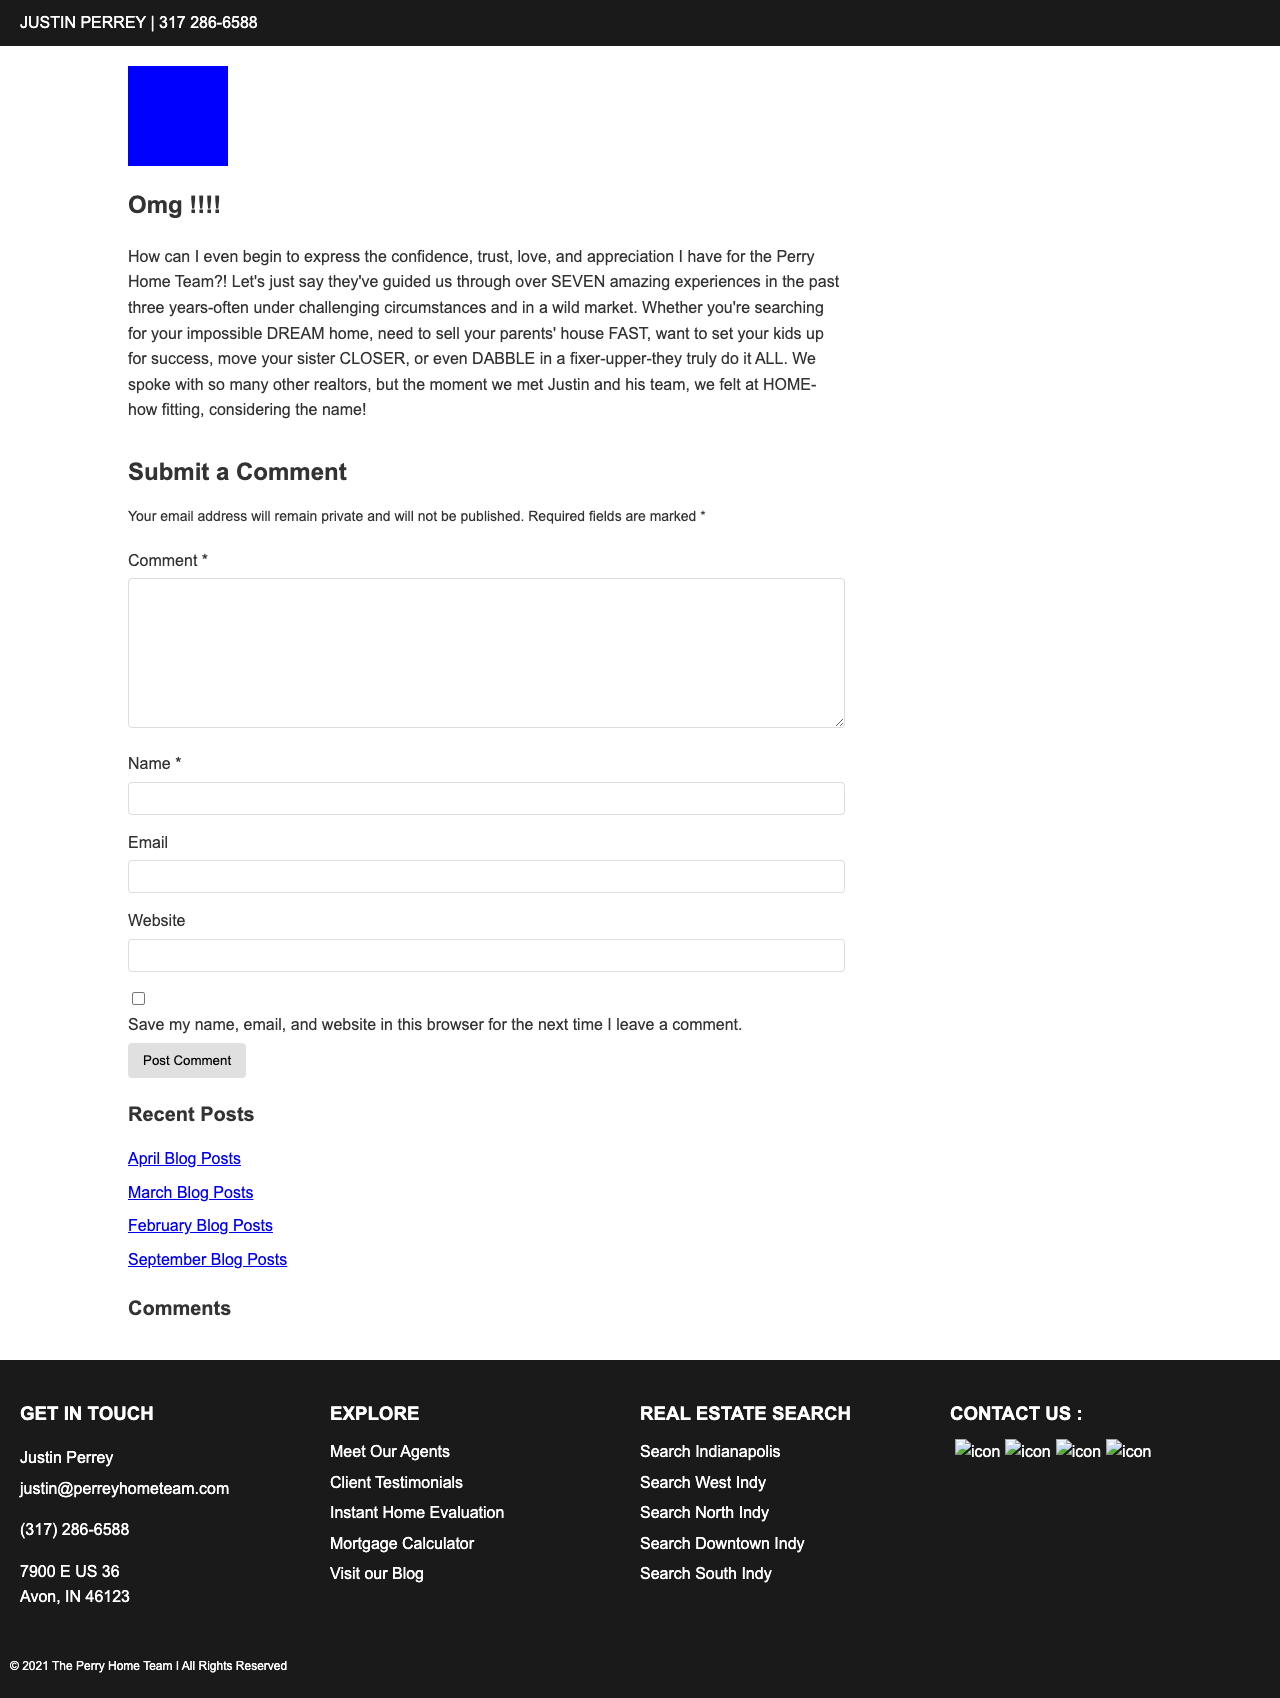 JUSTIN PERREY | 317 286-6588
Omg !!!!
How can I even begin to express the confidence, trust, love, and appreciation I have for the Perry
Home Team?! Let's just say they've guided us through over SEVEN amazing experiences in the past
three years-often under challenging circumstances and in a wild market. Whether you're searching
for your impossible DREAM home, need to sell your parents' house FAST, want to set your kids up
for success, move your sister CLOSER, or even DABBLE in a fixer-upper-they truly do it ALL. We
spoke with so many other realtors, but the moment we met Justin and his team, we felt at HOME-
how fitting, considering the name!
Submit a Comment
Your email address will remain private and will not be published. Required fields are marked *
Comment *
Name *
Email
Website
Save my name, email, and website in this browser for the next time I leave a comment.
Post Comment
Recent Posts
April Blog Posts
March Blog Posts
February Blog Posts
September Blog Posts
Comments
GET IN TOUCH
Justin Perrey
justin@perreyhometeam.com
(317) 286-6588
7900 E US 36
Avon, IN 46123
EXPLORE
Meet Our Agents
Client Testimonials
Instant Home Evaluation
Mortgage Calculator
Visit our Blog
REAL ESTATE SEARCH
Search Indianapolis
Search West Indy
Search North Indy
Search Downtown Indy
Search South Indy
CONTACT US :
icon icon icon icon
© 2021 The Perry Home Team I All Rights Reserved